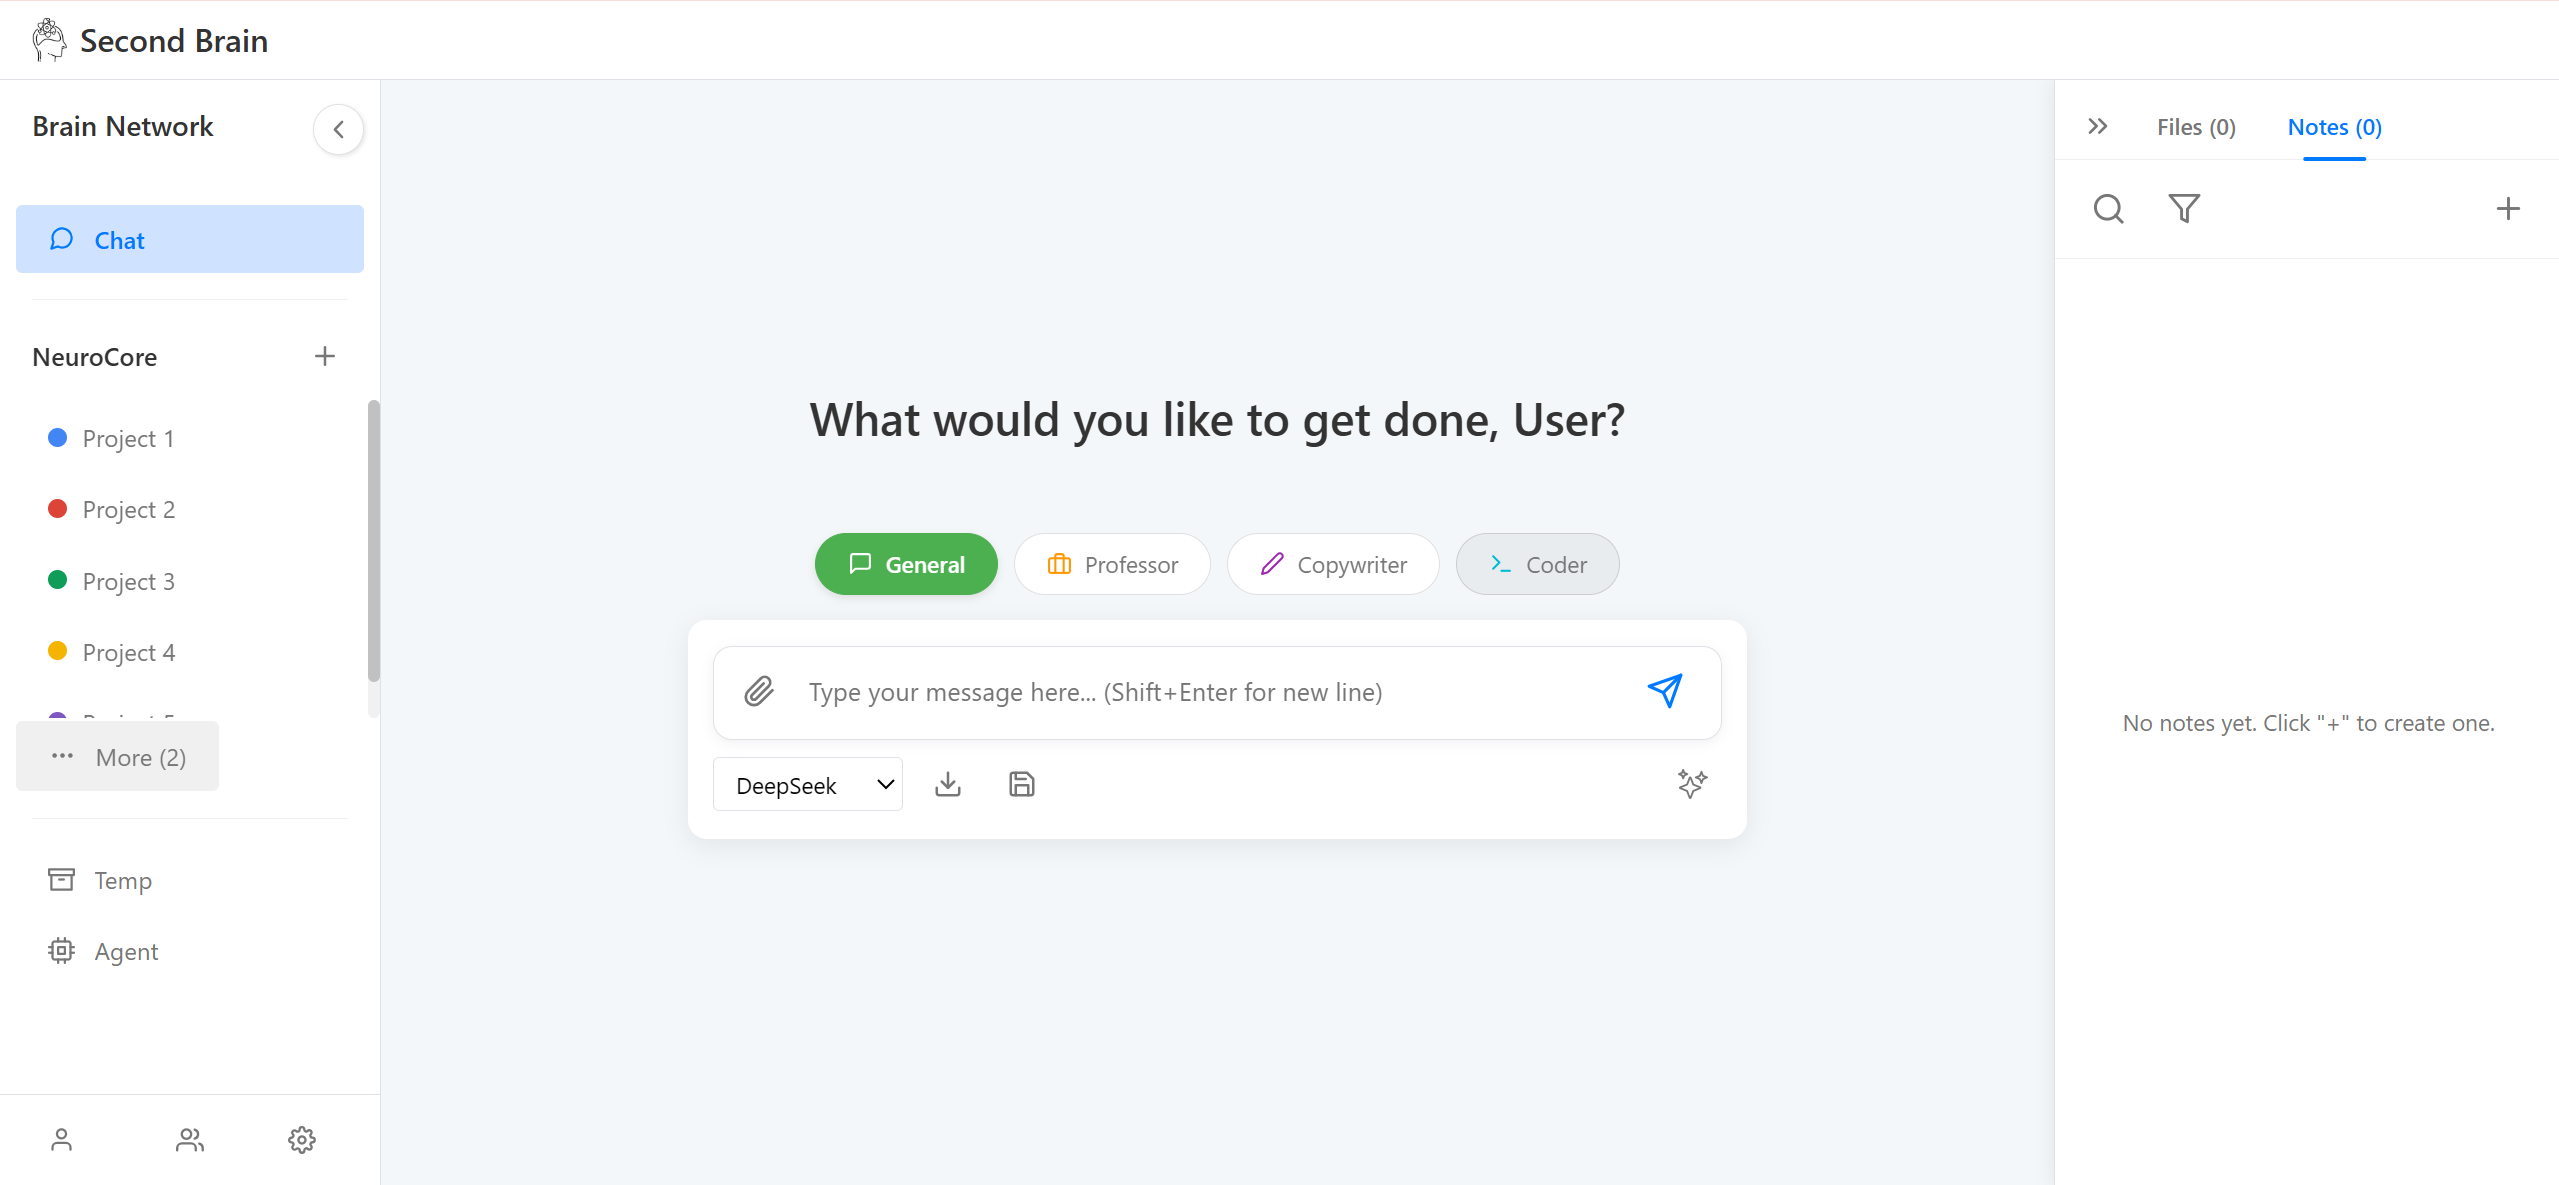 Second Brain
Brain Network
Chat
NeuroCore
Project 1
Project 2
Project 3
Project 4
More (2)
Temp
Agent
What would you like to get done, User?
General
Professor
Copywriter
Coder
Type your message here... (Shift+Enter for new line)
DeepSeek
Files (0)
Notes (0)
No notes yet. Click "+" to create one.